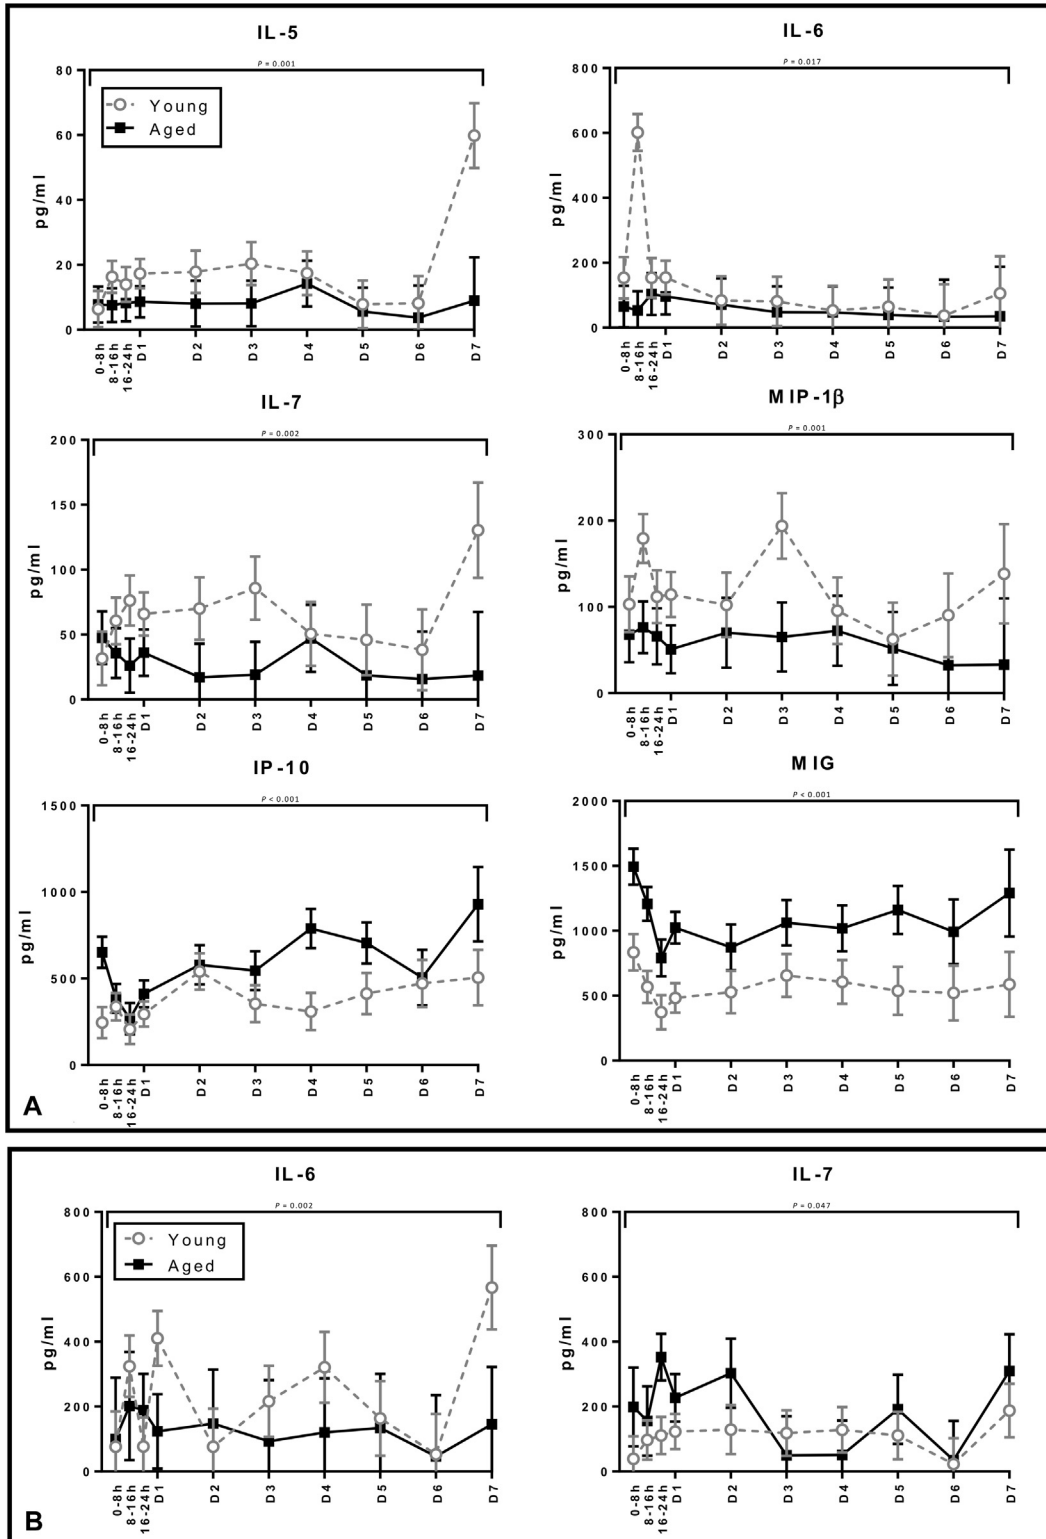 IL-5
P = 0.001
80
60
40
20
0
pg/ml
Young
Aged
0-8h
8-16h
16-24h
D1
D2
D3
D4
D5
D6
D7
IL-6
P = 0.017
800
600
400
200
0
pg/ml
0-8h
8-16h
16-24h
D1
D2
D3
D4
D5
D6
D7
IL-7
P = 0.002
200
150
100
50
0
pg/ml
0-8h
8-16h
16-24h
D1
D2
D3
D4
D5
D6
D7
MIP-1β
P = 0.001
300
200
100
0
pg/ml
0-8h
8-16h
16-24h
D1
D2
D3
D4
D5
D6
D7
IP-10
P < 0.001
1500
1000
500
0
pg/ml
0-8h
8-16h
16-24h
D1
D2
D3
D4
D5
D6
D7
MIG
P < 0.001
2000
1500
1000
500
0
pg/ml
0-8h
8-16h
16-24h
D1
D2
D3
D4
D5
D6
D7
A
IL-6
P = 0.002
800
600
400
200
0
pg/ml
Young
Aged
0-8h
8-16h
16-24h
D1
D2
D3
D4
D5
D6
D7
IL-7
P = 0.047
800
600
400
200
0
pg/ml
0-8h
8-16h
16-24h
D1
D2
D3
D4
D5
D6
D7
B